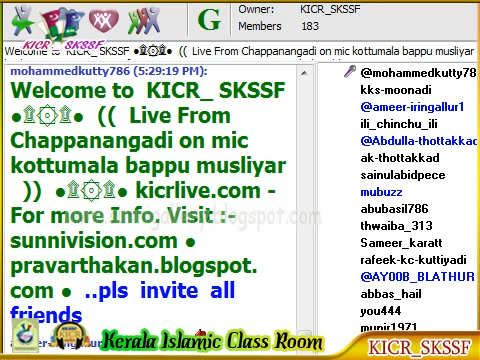 Owner: KICR_SKSSF
G
Members 183
KICR_SKSSF
Welcome to KICR_ SKSSF ●۩۞۩● (( Live From Chappanangadi on mic kottumala bappu musliyar
mohammedkutty786 (5:29:19 PM):
Welcome to KICR_ SKSSF
●۩۞۩● (( Live From
Chappanangadi on mic
kottumala bappu musliyar
)) ●۩۞۩● kicrlive.com -
For more Info, Visit :-
sunnivision.com ●
pravarthakan.blogspot.
com ● ..pls invite all
friends
@mohammedkutty78
kks-moonadi
@ameer-iringallur1
ili_chinchu_ili
@Abdulla-thottakkad
ak-thottakkad
sainulabidpece
mubuzz
abubasil786
thwaiba_313
Sameer_karatt
rafeek-kc-kuttiyadi
@AY00B_BLATHUR
abbas_hail
you444
munir1971
Kerala Islamic Class Room
KICR_SKSSF